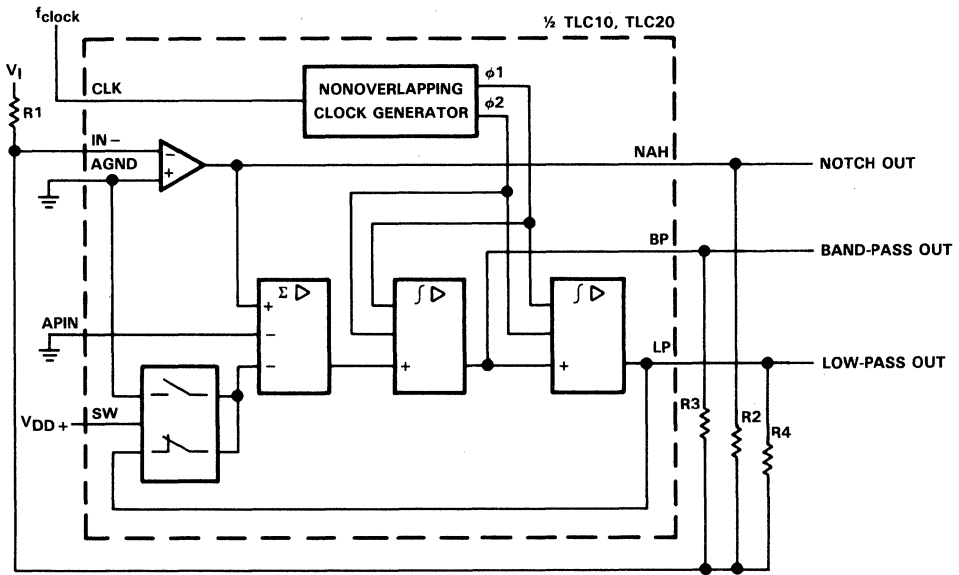 fclock
½ TLC10, TLC20
VI
R1
CLK
NONOVERLAPPING
CLOCK GENERATOR
φ1
φ2
IN −
AGND
NAH
NOTCH OUT
BP
BAND-PASS OUT
Σ ▷
∫ ▷
∫ ▷
+
−
−
+
APIN
−
−
+
+
LP
LOW-PASS OUT
VDD +
SW
R3
R2
R4